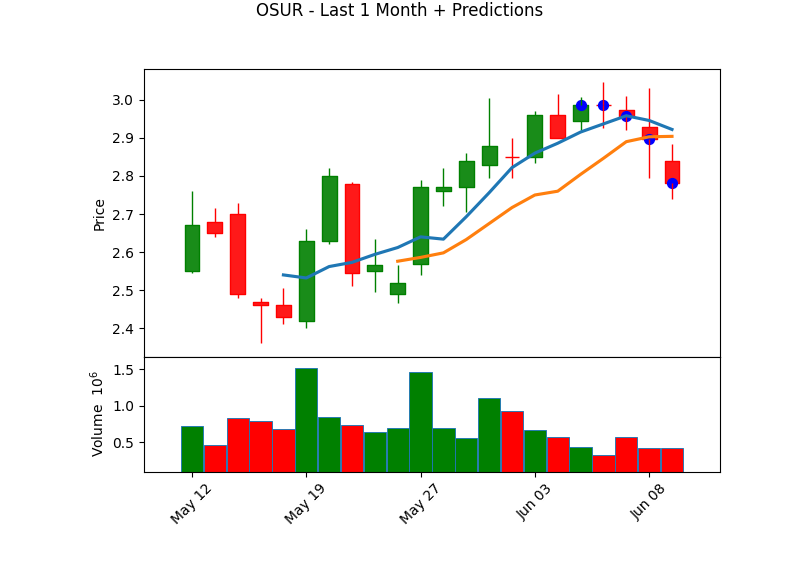 OSUR - Last 1 Month + Predictions
3.0
2.9
2.8
2.7
2.6
2.5
2.4
Price
1.5
1.0
0.5
Volume 10^6
May 12
May 19
May 27
Jun 03
Jun 08